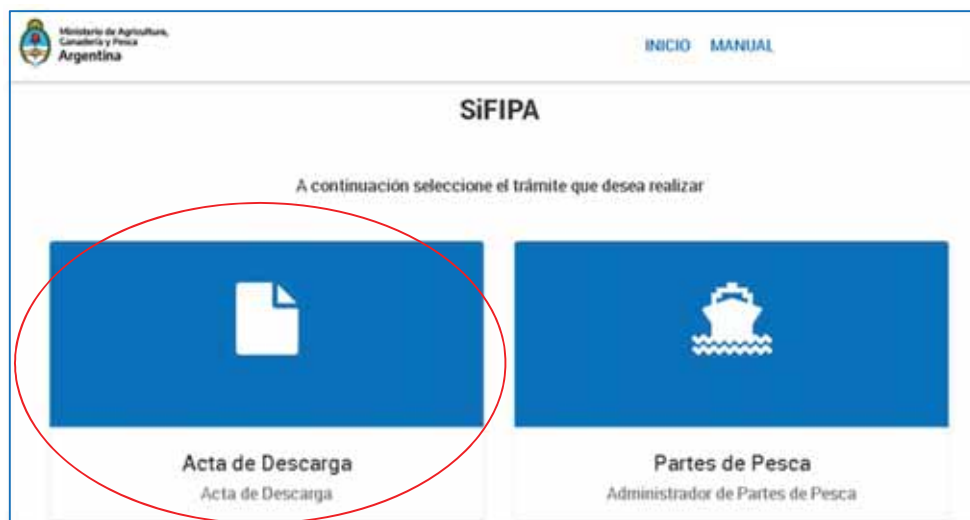 Ministerio de Agricultura,
Ganadería y Pesca
Argentina
INICIO MANUAL
SiFIPA
A continuación seleccione el trámite que desea realizar
Acta de Descarga
Acta de Descarga
Partes de Pesca
Administrador de Partes de Pesca